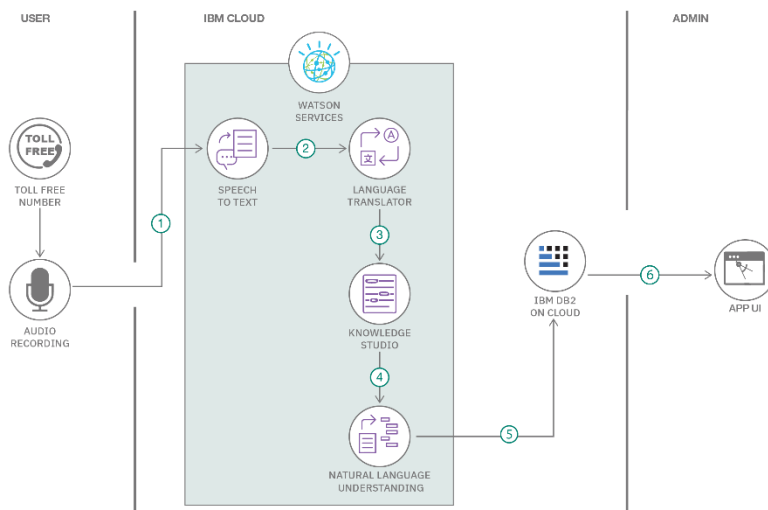 USER
IBM CLOUD
ADMIN
WATSON
SERVICES
TOLL
FREE
TOLL FREE
NUMBER
1
SPEECH
TO TEXT
2
A
文
LANGUAGE
TRANSLATOR
3
AUDIO
RECORDING
KNOWLEDGE
STUDIO
4
NATURAL LANGUAGE
UNDERSTANDING
5
IBM DB2
ON CLOUD
6
APP UI